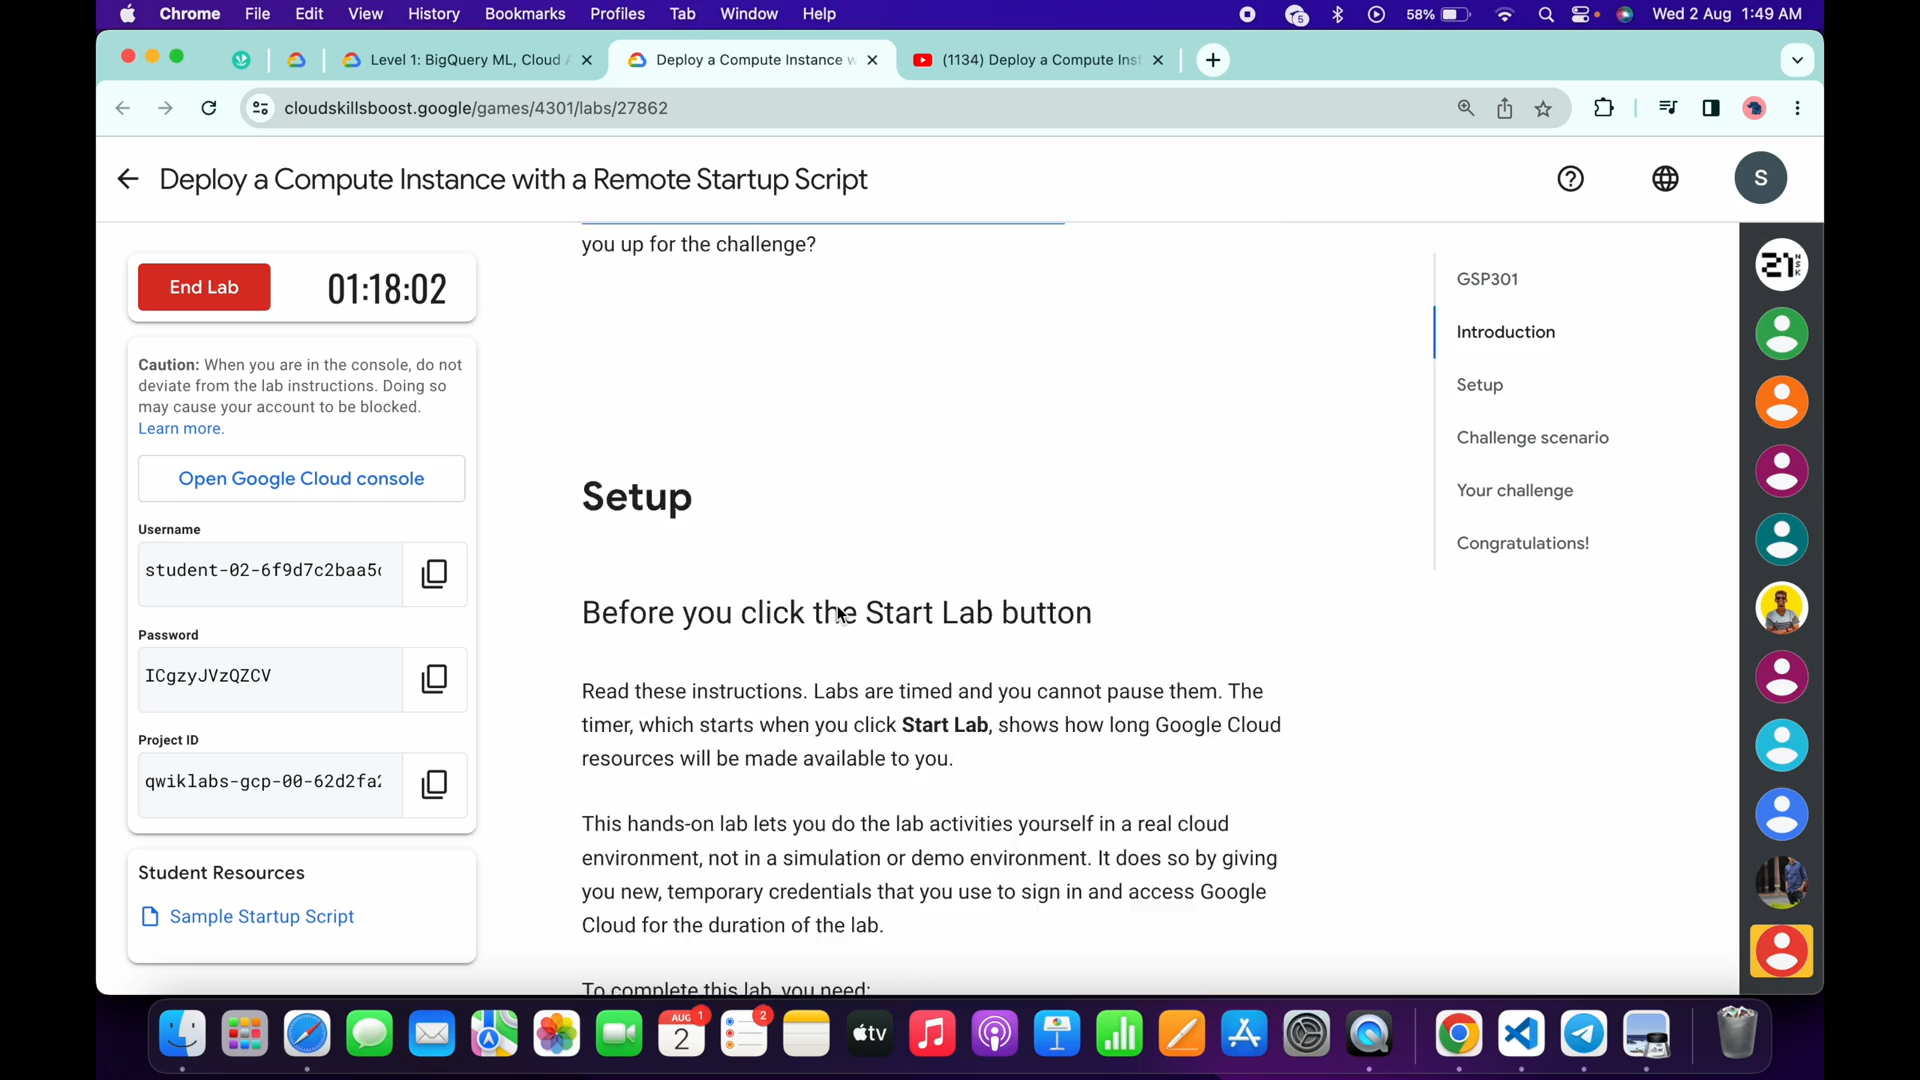 Chrome File Edit View History Bookmarks Profiles Tab Window Help 5 58% Wed 2 Aug 1:49 AM
Level 1: BigQuery ML, Cloud
Deploy a Compute Instance w
(1134) Deploy a Compute Ins
cloudskillsboost.google/games/4301/labs/27862
Deploy a Compute Instance with a Remote Startup Script
S
you up for the challenge?
End Lab
01:18:02
Caution: When you are in the console, do not
deviate from the lab instructions. Doing so
may cause your account to be blocked.
Learn more.
Open Google Cloud console
Username
student-02-6f9d7c2baa5
Password
ICgzyJVzQZCV
Project ID
qwiklabs-gcp-00-62d2fa
Student Resources
Sample Startup Script
Setup
Before you click the Start Lab button
Read these instructions. Labs are timed and you cannot pause them. The
timer, which starts when you click Start Lab, shows how long Google Cloud
resources will be made available to you.
This hands-on lab lets you do the lab activities yourself in a real cloud
environment, not in a simulation or demo environment. It does so by giving
you new, temporary credentials that you use to sign in and access Google
Cloud for the duration of the lab.
To complete this lab, you need:
GSP301
Introduction
Setup
Challenge scenario
Your challenge
Congratulations!
21
NSK
AUG
2
1
2
tv